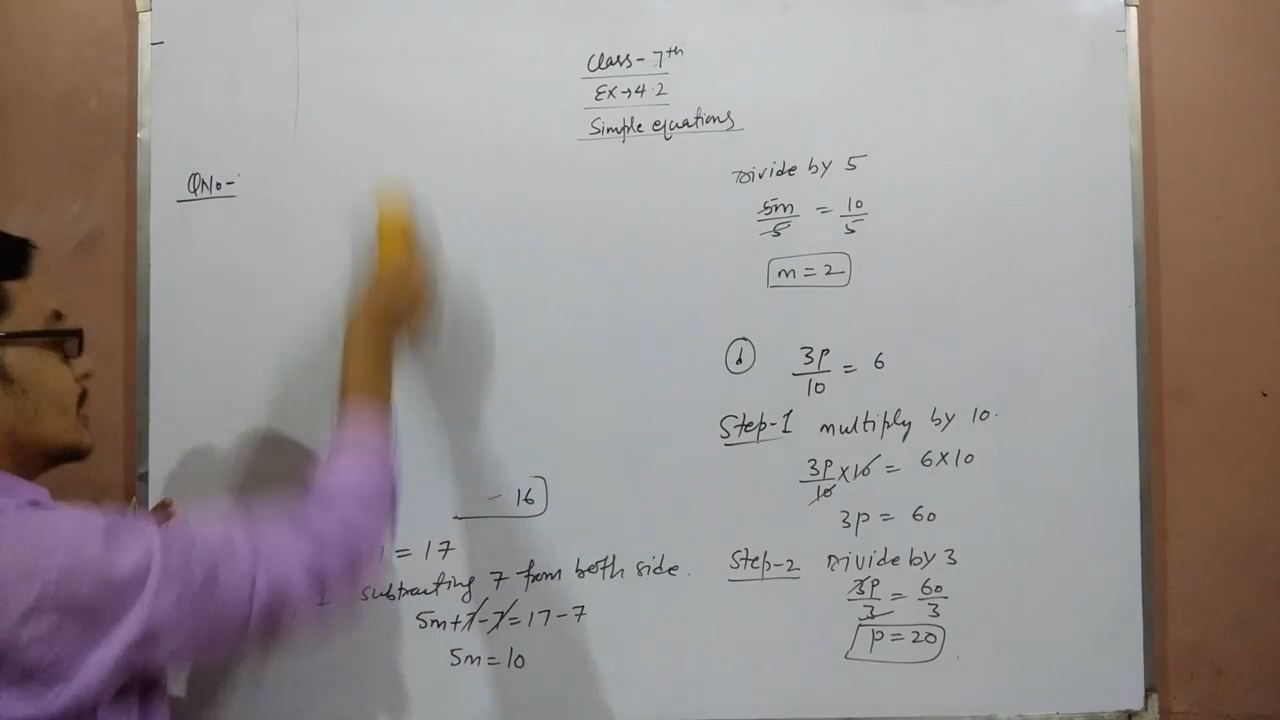 Class - 7th
Ex → 4.2
Simple equations
QNo-
- 16
= 17
subtracting 7 from both side.
5m+7-7=17-7
5m=10
Divide by 5
5m/5 = 10/5
m = 2
d 3P/10 = 6
Step-1 multiply by 10.
3P/10 ×10 = 6×10
3p = 60
Step-2 Divide by 3
3P/3 = 60/3
p = 20